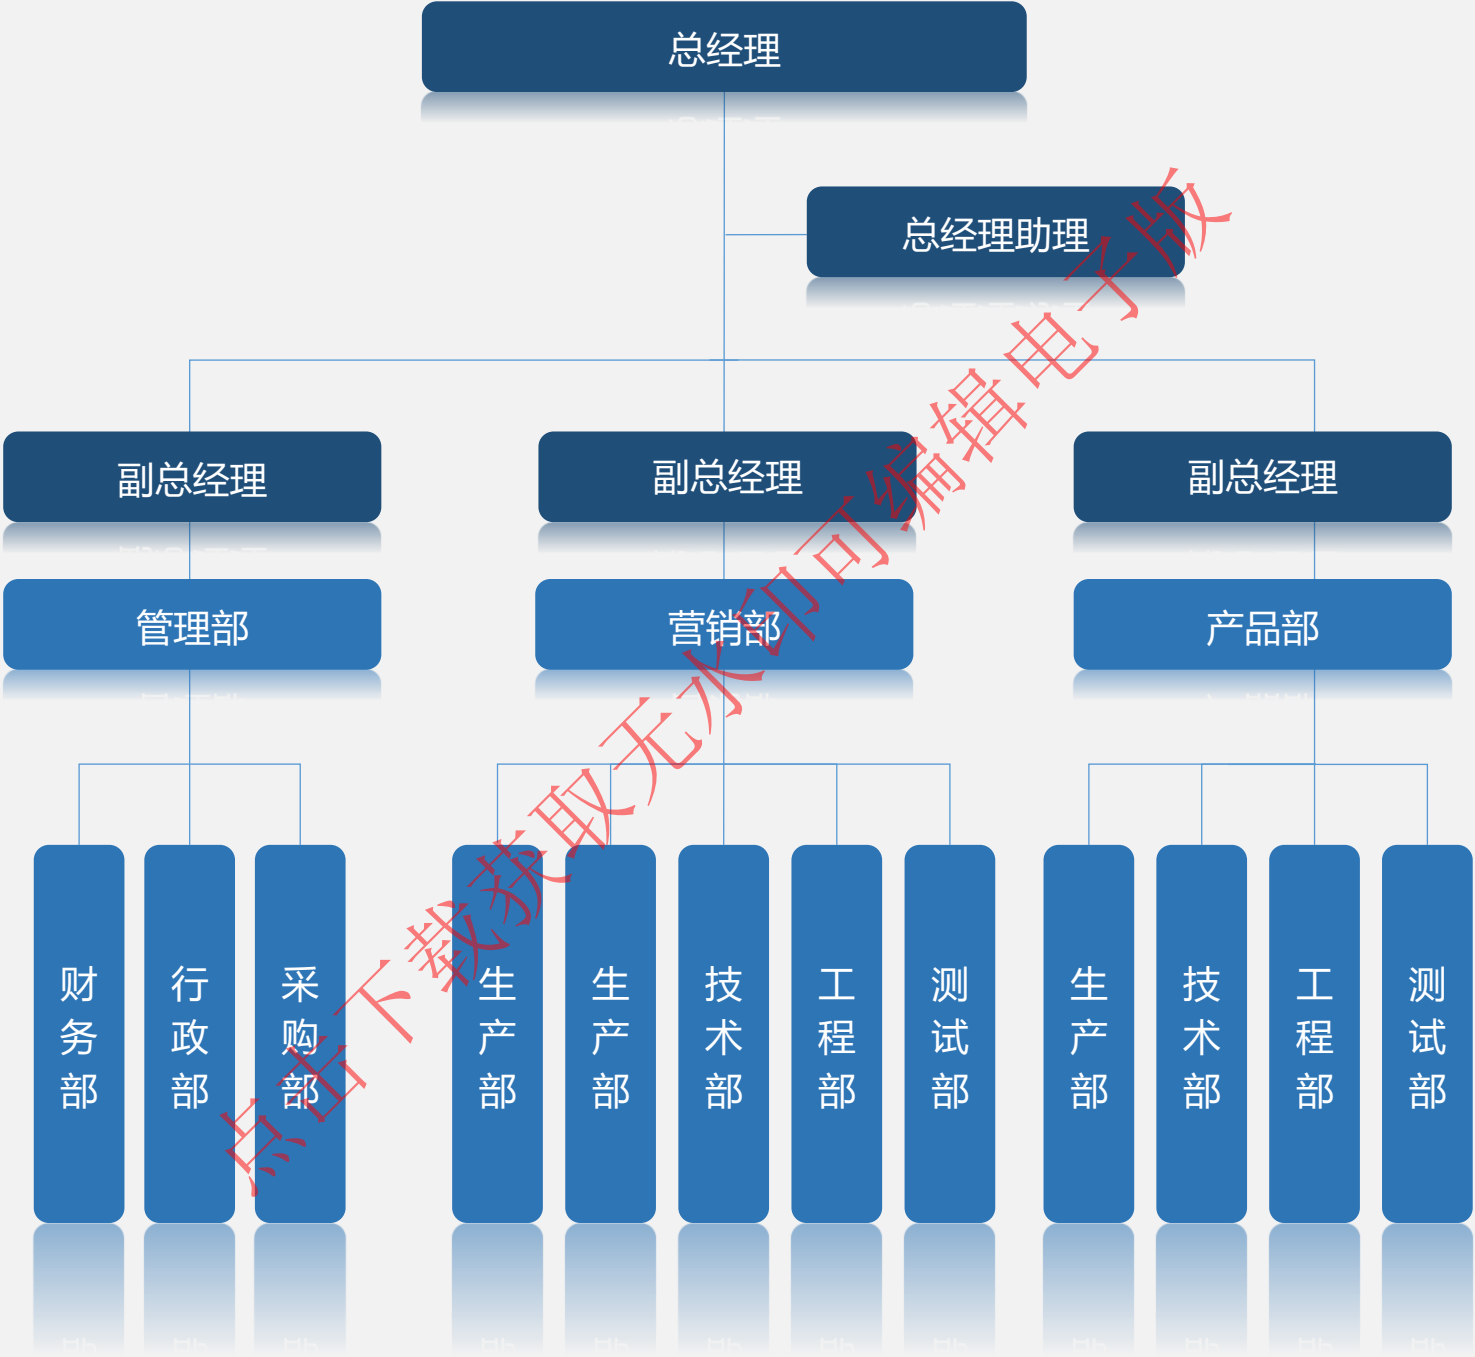 总经理
总经理助理
副总经理
副总经理
副总经理
管理部
营销部
产品部
财务部
行政部
采购部
生产部
生产部
技术部
工程部
测试部
生产部
技术部
工程部
测试部
点击下载获取无水印可编辑电子版